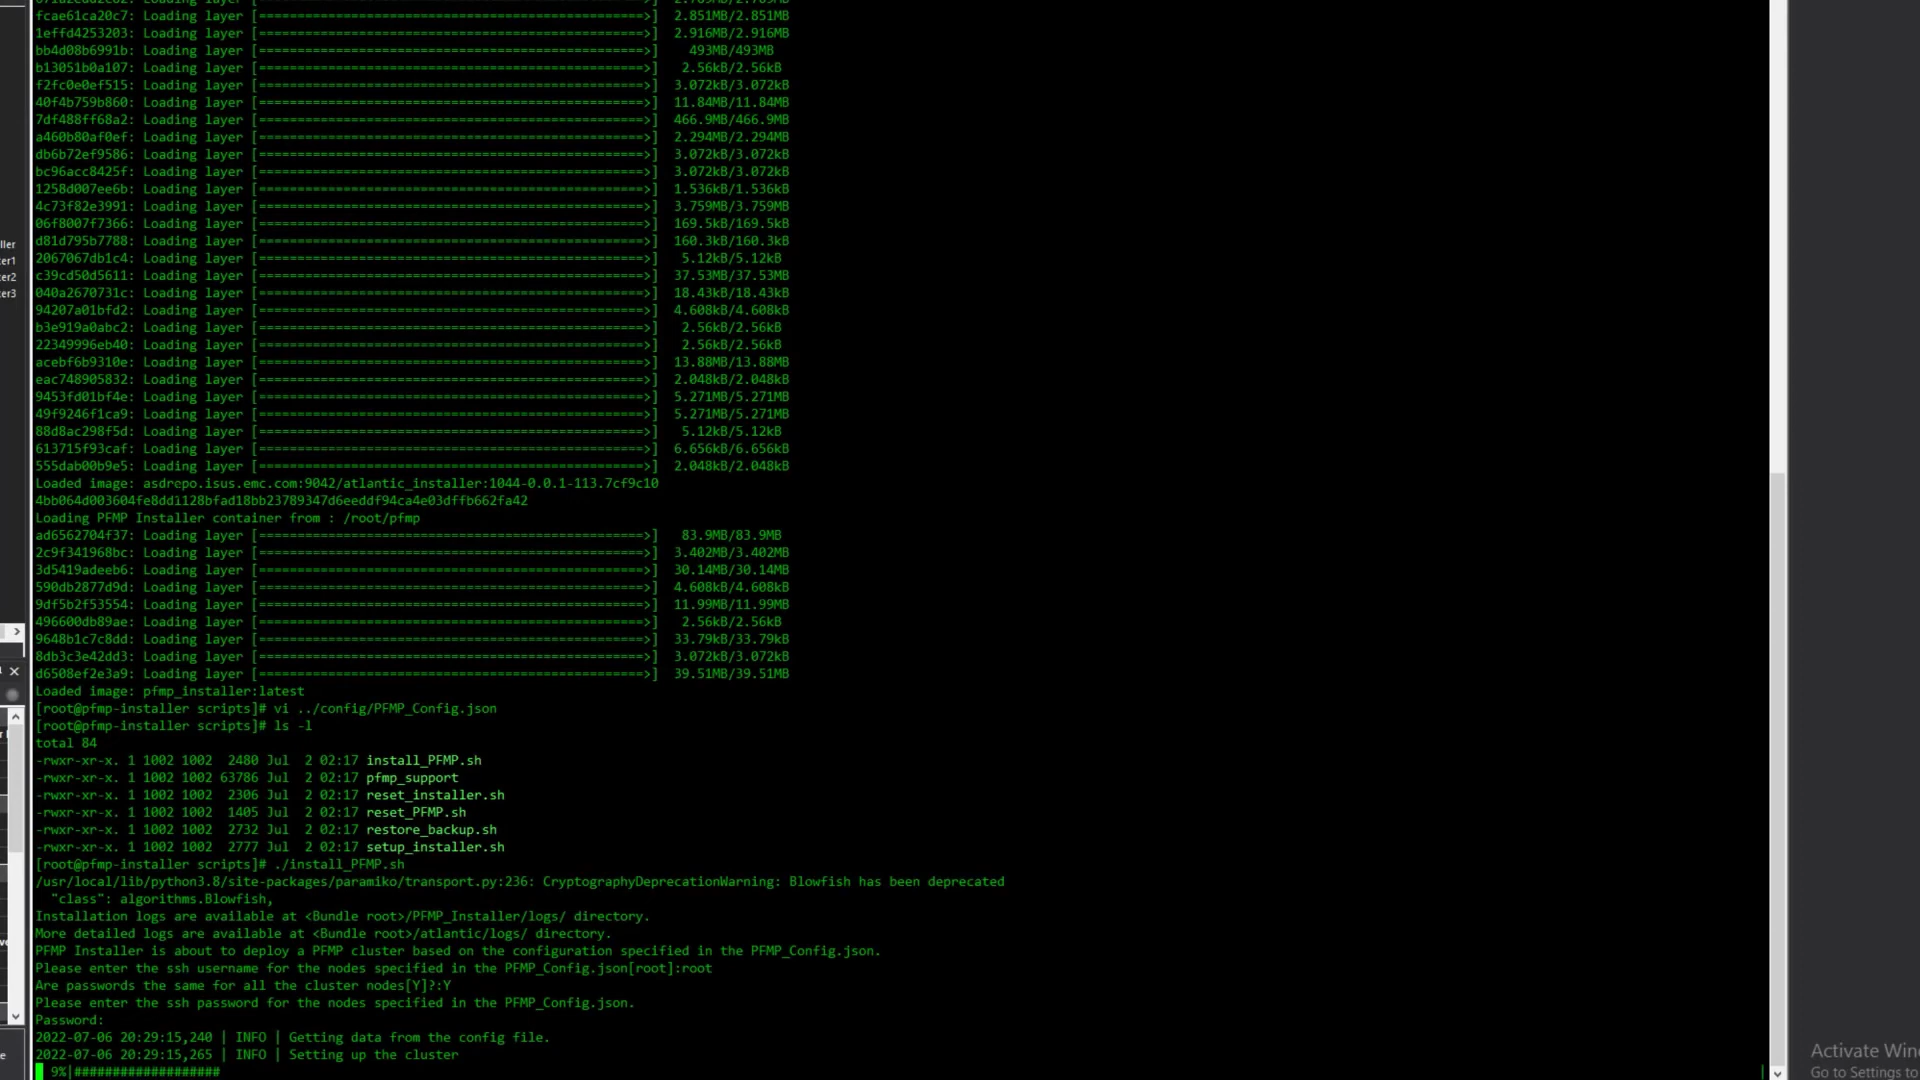 fcae61ca20c7: Loading layer [==================================================>]  2.851MB/2.851MB
1effd4253203: Loading layer [==================================================>]  2.916MB/2.916MB
bb4d08b6991b: Loading layer [==================================================>]    493MB/493MB
b13051b0a107: Loading layer [==================================================>]   2.56kB/2.56kB
f2fc0e0ef515: Loading layer [==================================================>]  3.072kB/3.072kB
40f4b759b860: Loading layer [==================================================>]  11.84MB/11.84MB
7df488ff68a2: Loading layer [==================================================>]  466.9MB/466.9MB
a460b80af0ef: Loading layer [==================================================>]  2.294MB/2.294MB
db6b72ef9586: Loading layer [==================================================>]  3.072kB/3.072kB
bc96acc8425f: Loading layer [==================================================>]  3.072kB/3.072kB
1258d007ee6b: Loading layer [==================================================>]  1.536kB/1.536kB
4c73f82e3991: Loading layer [==================================================>]  3.759MB/3.759MB
06f8007f7366: Loading layer [==================================================>]  169.5kB/169.5kB
d81d795b7788: Loading layer [==================================================>]  160.3kB/160.3kB
2067067db1c4: Loading layer [==================================================>]   5.12kB/5.12kB
c39cd50d5611: Loading layer [==================================================>]  37.53MB/37.53MB
040a2670731c: Loading layer [==================================================>]  18.43kB/18.43kB
94207a01bfd2: Loading layer [==================================================>]  4.608kB/4.608kB
b3e919a0abc2: Loading layer [==================================================>]   2.56kB/2.56kB
22349996eb40: Loading layer [==================================================>]   2.56kB/2.56kB
acebf6b9310e: Loading layer [==================================================>]  13.88MB/13.88MB
eac748905832: Loading layer [==================================================>]  2.048kB/2.048kB
9453fd01bf4e: Loading layer [==================================================>]  5.271MB/5.271MB
49f9246f1ca9: Loading layer [==================================================>]  5.271MB/5.271MB
88d8ac298f5d: Loading layer [==================================================>]   5.12kB/5.12kB
613715f93caf: Loading layer [==================================================>]  6.656kB/6.656kB
555dab00b9e5: Loading layer [==================================================>]  2.048kB/2.048kB
Loaded image: asdrepo.isus.emc.com:9042/atlantic_installer:1044-0.0.1-113.7cf9c10
4bb064d003604fe8dd1128bfad18bb23789347d6eeddf94ca4e03dffb662fa42
Loading PFMP Installer container from : /root/pfmp
ad6562704f37: Loading layer [==================================================>]   83.9MB/83.9MB
2c9f341968bc: Loading layer [==================================================>]  3.402MB/3.402MB
3d5419adeeb6: Loading layer [==================================================>]  30.14MB/30.14MB
590db2877d9d: Loading layer [==================================================>]  4.608kB/4.608kB
9df5b2f53554: Loading layer [==================================================>]  11.99MB/11.99MB
496600db89ae: Loading layer [==================================================>]   2.56kB/2.56kB
9648b1c7c8dd: Loading layer [==================================================>]  33.79kB/33.79kB
8db3c3e42dd3: Loading layer [==================================================>]  3.072kB/3.072kB
d6508ef2e3a9: Loading layer [==================================================>]  39.51MB/39.51MB
Loaded image: pfmp_installer:latest
[root@pfmp-installer scripts]# vi ../config/PFMP_Config.json
[root@pfmp-installer scripts]# ls -l
total 84
-rwxr-xr-x. 1 1002 1002  2480 Jul  2 02:17 install_PFMP.sh
-rwxr-xr-x. 1 1002 1002 63786 Jul  2 02:17 pfmp_support
-rwxr-xr-x. 1 1002 1002  2306 Jul  2 02:17 reset_installer.sh
-rwxr-xr-x. 1 1002 1002  1405 Jul  2 02:17 reset_PFMP.sh
-rwxr-xr-x. 1 1002 1002  2732 Jul  2 02:17 restore_backup.sh
-rwxr-xr-x. 1 1002 1002  2777 Jul  2 02:17 setup_installer.sh
[root@pfmp-installer scripts]# ./install_PFMP.sh
/usr/local/lib/python3.8/site-packages/paramiko/transport.py:236: CryptographyDeprecationWarning: Blowfish has been deprecated
  "class": algorithms.Blowfish,
Installation logs are available at <Bundle root>/PFMP_Installer/logs/ directory.
More detailed logs are available at <Bundle root>/atlantic/logs/ directory.
PFMP Installer is about to deploy a PFMP cluster based on the configuration specified in the PFMP_Config.json.
Please enter the ssh username for the nodes specified in the PFMP_Config.json[root]:root
Are passwords the same for all the cluster nodes[Y]?:Y
Please enter the ssh password for the nodes specified in the PFMP_Config.json.
Password:
2022-07-06 20:29:15,240 | INFO | Getting data from the config file.
2022-07-06 20:29:15,265 | INFO | Setting up the cluster
9%|###################
ller
ter1
ter2
ter3
Activate Win
Go to Settings to